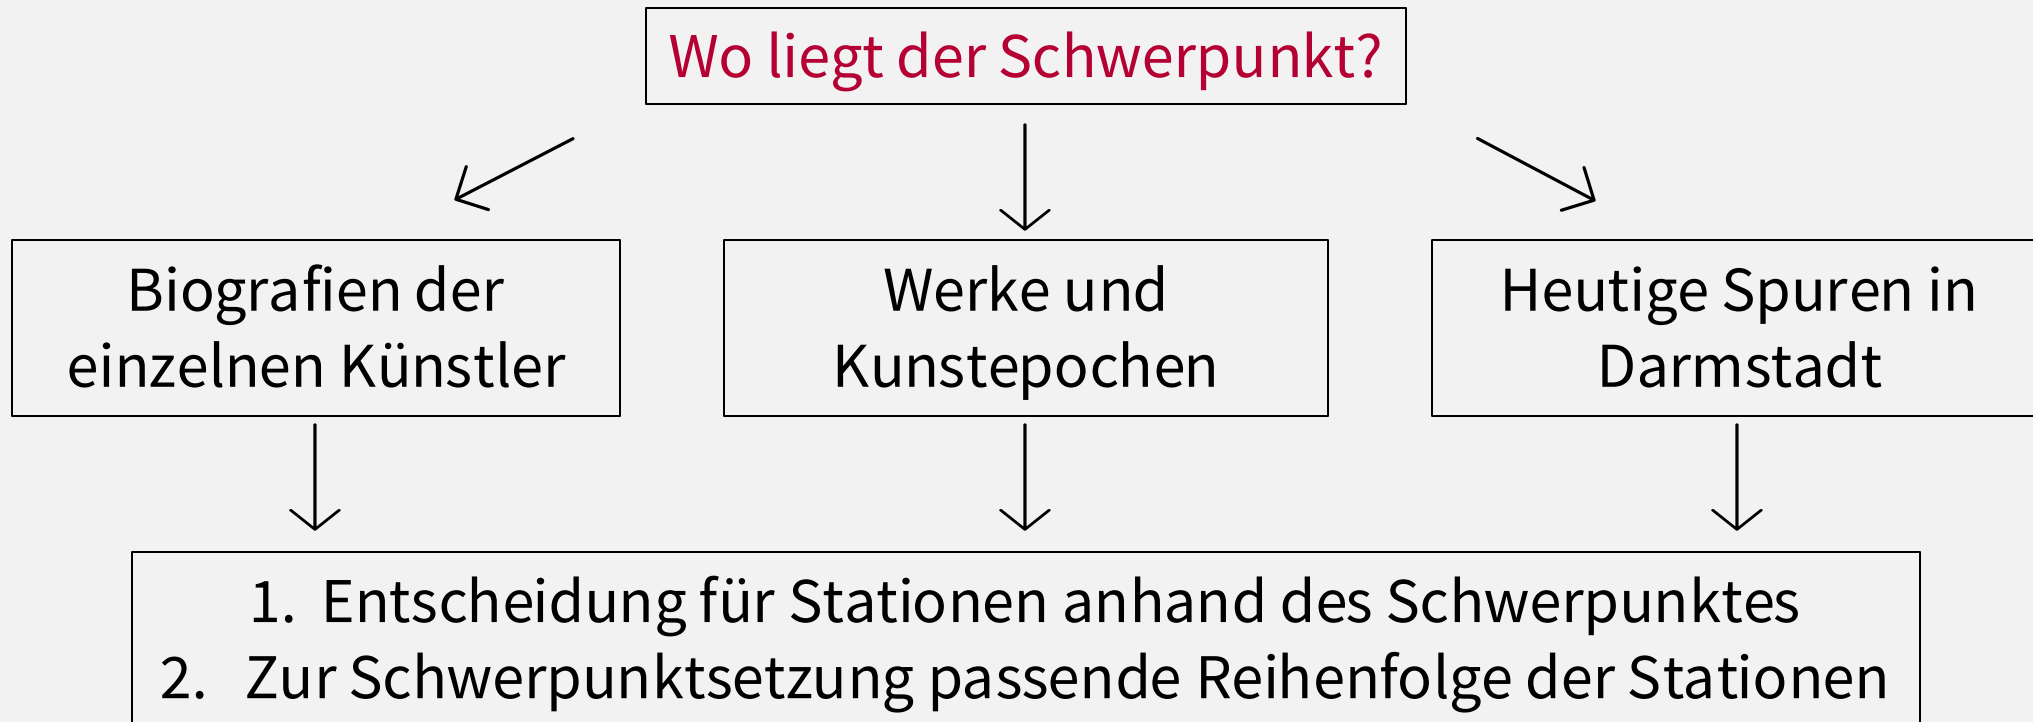 Wo liegt der Schwerpunkt?
Biografien der
einzelnen Künstler
Werke und
Kunstepochen
Heutige Spuren in
Darmstadt
1. Entscheidung für Stationen anhand des Schwerpunktes
2. Zur Schwerpunktsetzung passende Reihenfolge der Stationen